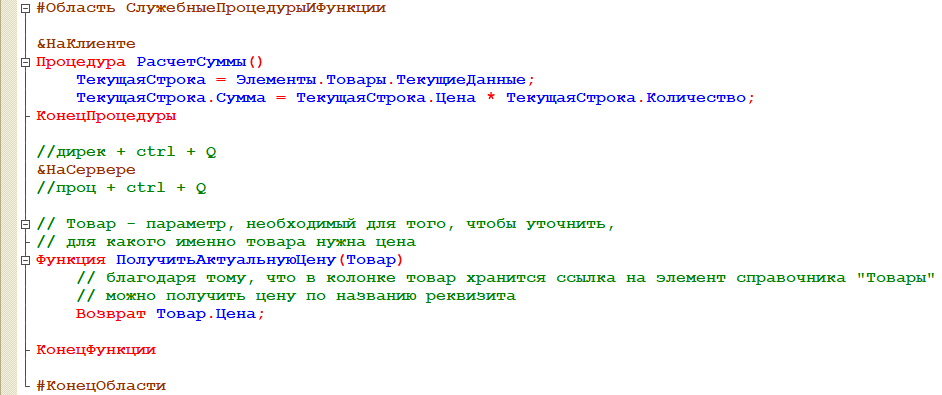 #Область СлужебныеПроцедурыИФункции
&НаКлиенте
Процедура РасчетСуммы()
ТекущаяСтрока = Элементы.Товары.ТекущиеДанные;
ТекущаяСтрока.Сумма = ТекущаяСтрока.Цена * ТекущаяСтрока.Количество;
КонецПроцедуры
//дирек + ctrl + Q
&НаСервере
//проц + ctrl + Q
// Товар - параметр, необходимый для того, чтобы уточнить,
// для какого именно товара нужна цена
Функция ПолучитьАктуальнуюЦену(Товар)
// благодаря тому, что в колонке товар хранится ссылка на элемент справочника "Товары"
// можно получить цену по названию реквизита
Возврат Товар.Цена;
КонецФункции
#КонецОбласти